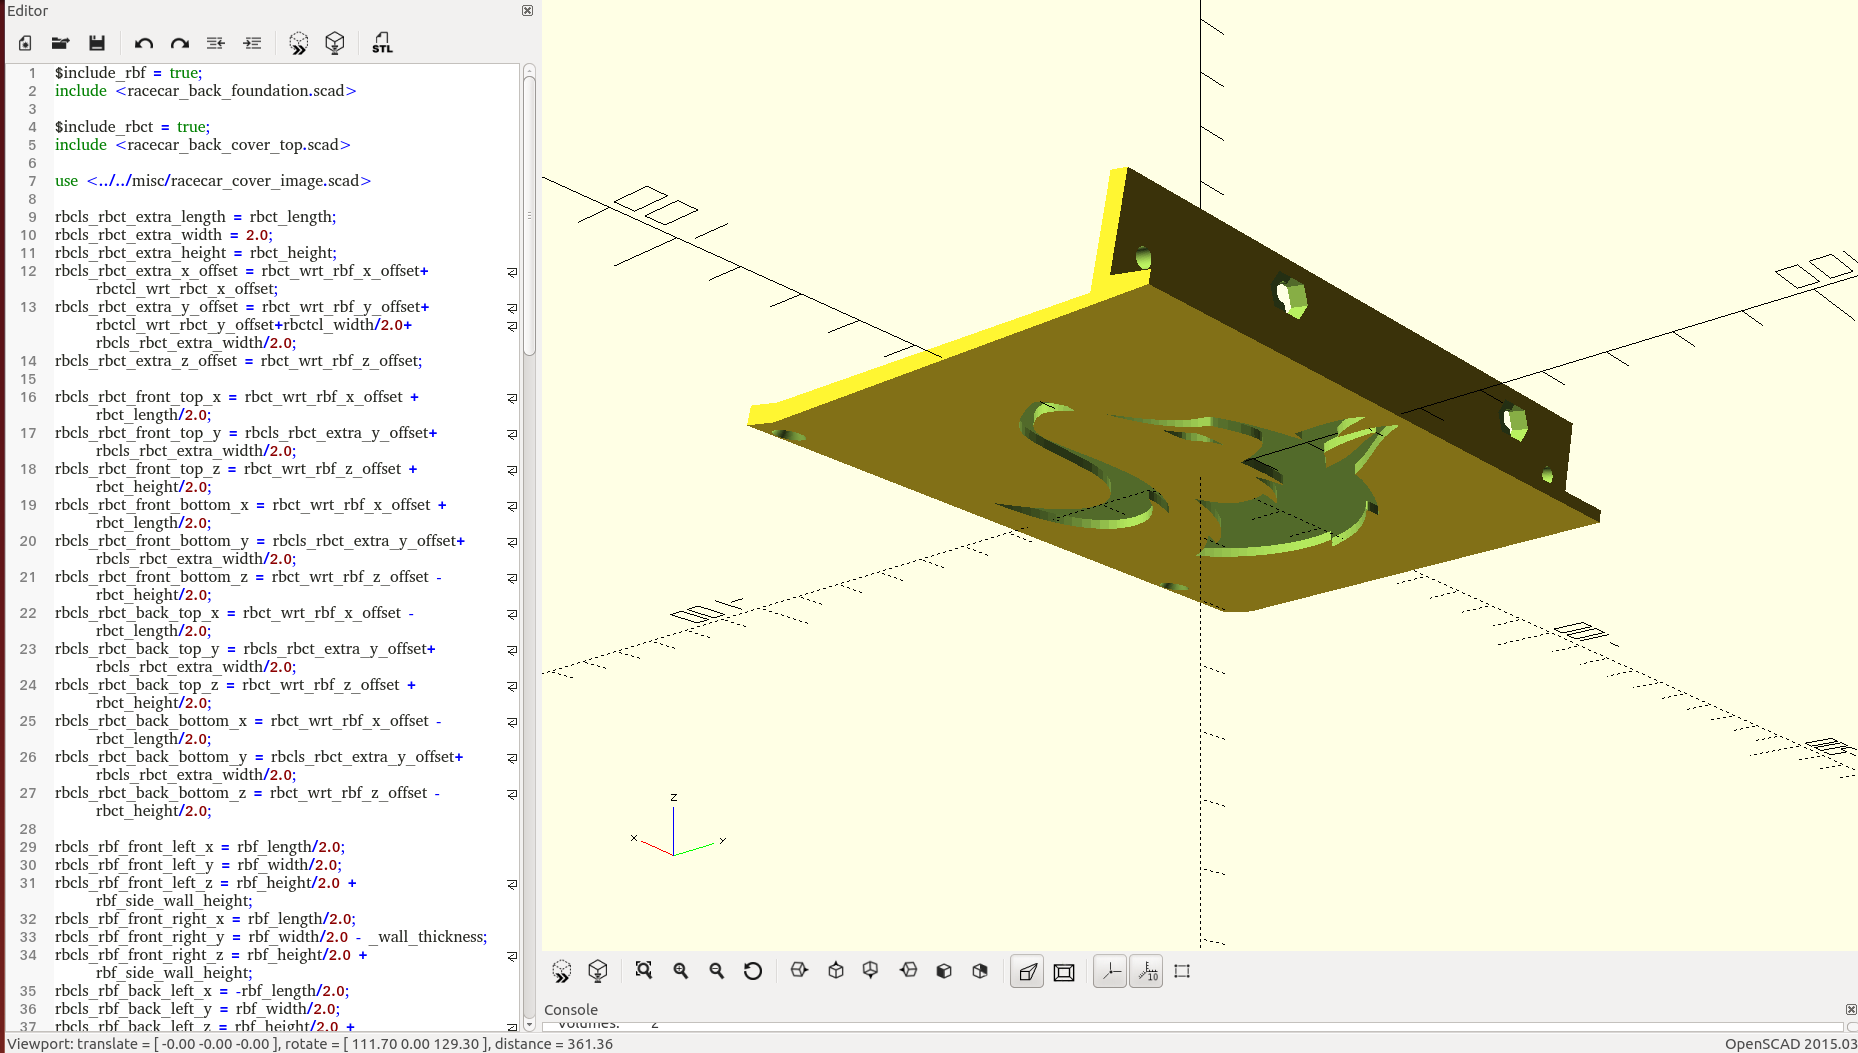 Editor
STL
1 $include_rbf = true;
2 include <racecar_back_foundation.scad>
3
4 $include_rbct = true;
5 include <racecar_back_cover_top.scad>
6
7 use <../../misc/racecar_cover_image.scad>
8
9 rbcls_rbct_extra_length = rbct_length;
10 rbcls_rbct_extra_width = 2.0;
11 rbcls_rbct_extra_height = rbct_height;
12 rbcls_rbct_extra_x_offset = rbct_wrt_rbf_x_offset+
rbctcl_wrt_rbct_x_offset;
13 rbcls_rbct_extra_y_offset = rbct_wrt_rbf_y_offset+
rbctcl_wrt_rbct_y_offset+rbctcl_width/2.0+
rbcls_rbct_extra_width/2.0;
14 rbcls_rbct_extra_z_offset = rbct_wrt_rbf_z_offset;
15
16 rbcls_rbct_front_top_x = rbct_wrt_rbf_x_offset +
rbct_length/2.0;
17 rbcls_rbct_front_top_y = rbcls_rbct_extra_y_offset+
rbcls_rbct_extra_width/2.0;
18 rbcls_rbct_front_top_z = rbct_wrt_rbf_z_offset +
rbct_height/2.0;
19 rbcls_rbct_front_bottom_x = rbct_wrt_rbf_x_offset +
rbct_length/2.0;
20 rbcls_rbct_front_bottom_y = rbcls_rbct_extra_y_offset+
rbcls_rbct_extra_width/2.0;
21 rbcls_rbct_front_bottom_z = rbct_wrt_rbf_z_offset -
rbct_height/2.0;
22 rbcls_rbct_back_top_x = rbct_wrt_rbf_x_offset -
rbct_length/2.0;
23 rbcls_rbct_back_top_y = rbcls_rbct_extra_y_offset+
rbcls_rbct_extra_width/2.0;
24 rbcls_rbct_back_top_z = rbct_wrt_rbf_z_offset +
rbct_height/2.0;
25 rbcls_rbct_back_bottom_x = rbct_wrt_rbf_x_offset -
rbct_length/2.0;
26 rbcls_rbct_back_bottom_y = rbcls_rbct_extra_y_offset+
rbcls_rbct_extra_width/2.0;
27 rbcls_rbct_back_bottom_z = rbct_wrt_rbf_z_offset -
rbct_height/2.0;
28
29 rbcls_rbf_front_left_x = rbf_length/2.0;
30 rbcls_rbf_front_left_y = rbf_width/2.0;
31 rbcls_rbf_front_left_z = rbf_height/2.0 +
rbf_side_wall_height;
32 rbcls_rbf_front_right_x = rbf_length/2.0;
33 rbcls_rbf_front_right_y = rbf_width/2.0 - _wall_thickness;
34 rbcls_rbf_front_right_z = rbf_height/2.0 +
rbf_side_wall_height;
35 rbcls_rbf_back_left_x = -rbf_length/2.0;
36 rbcls_rbf_back_left_y = rbf_width/2.0;
37 rbcls_rbf_back_left_z = rbf_height/2.0 +
z
x
y
10
Console
Volumes: 2
Viewport: translate = [ -0.00 -0.00 -0.00 ], rotate = [ 111.70 0.00 129.30 ], distance = 361.36
OpenSCAD 2015.03